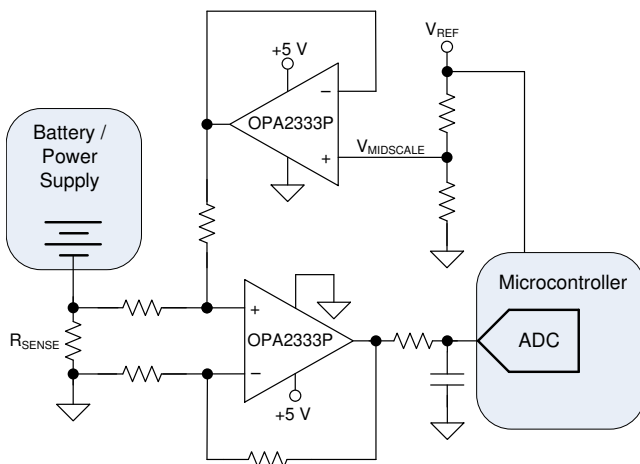 +5 V
V_REF
−
OPA2333P
+
V_MIDSCALE
Battery /
Power
Supply
Microcontroller
ADC
R_SENSE
+
OPA2333P
−
+5 V